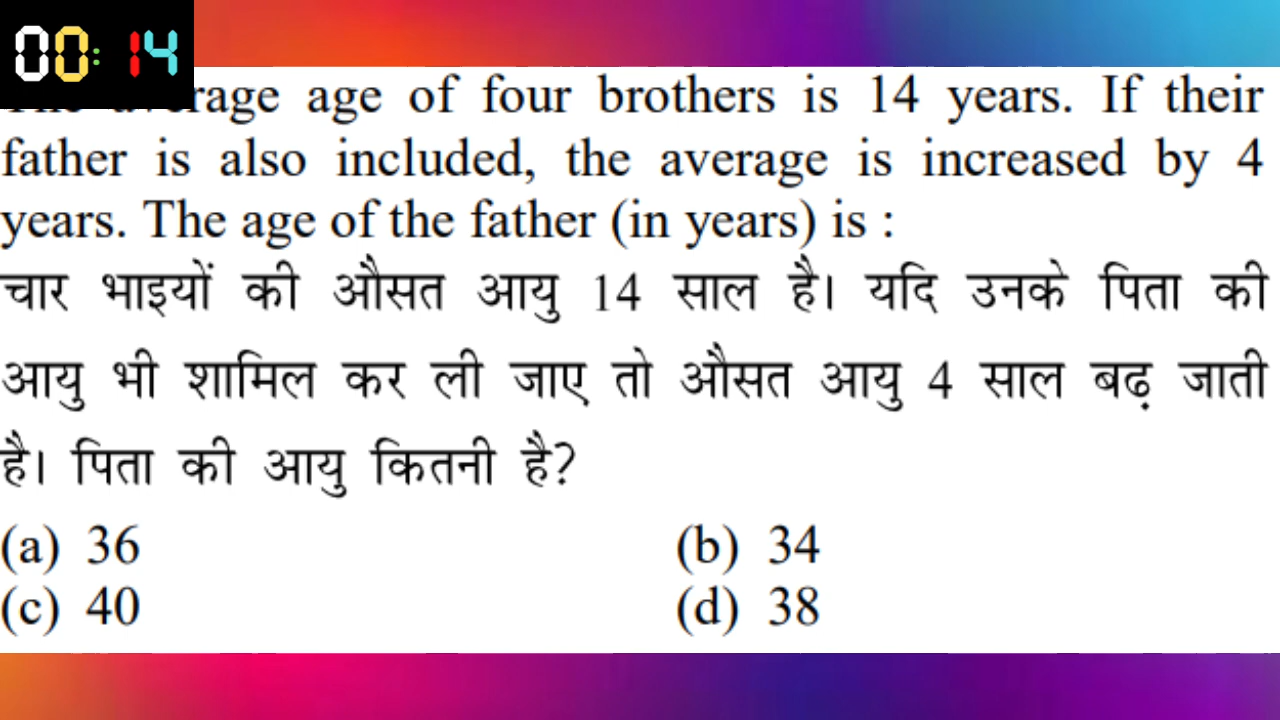 00:14
The average age of four brothers is 14 years. If their
father is also included, the average is increased by 4
years. The age of the father (in years) is :
चार भाइयों की औसत आयु 14 साल है। यदि उनके पिता की
आयु भी शामिल कर ली जाए तो औसत आयु 4 साल बढ़ जाती
है। पिता की आयु कितनी है?
(a) 36 (b) 34
(c) 40 (d) 38